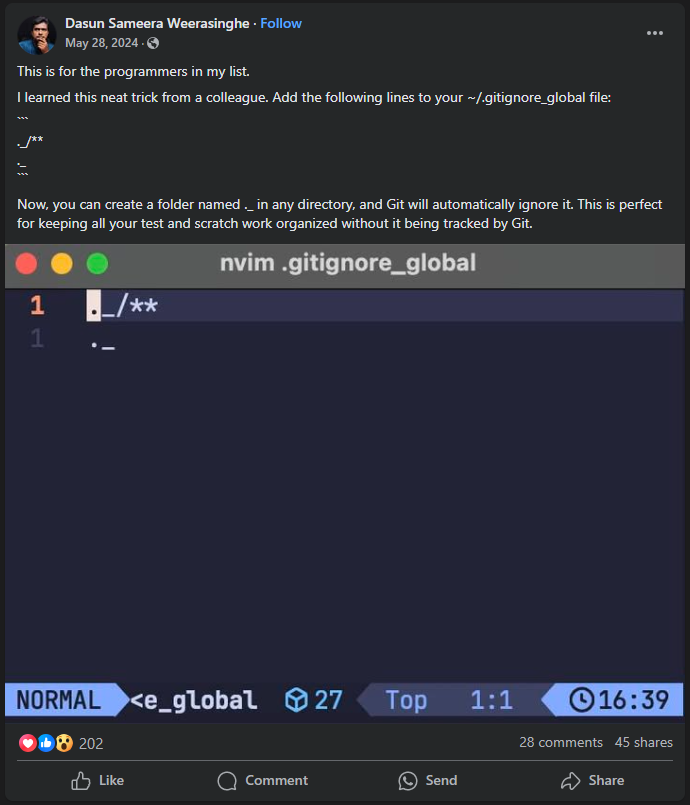 Dasun Sameera Weerasinghe · Follow
May 28, 2024 ·
This is for the programmers in my list.
I learned this neat trick from a colleague. Add the following lines to your ~/.gitignore_global file:
```
._/**
._
```
Now, you can create a folder named ._ in any directory, and Git will automatically ignore it. This is perfect
for keeping all your test and scratch work organized without it being tracked by Git.
nvim .gitignore_global
1 ._/**
1 ._
NORMAL <e_global 27 Top 1:1 16:39
202 28 comments 45 shares
Like Comment Send Share